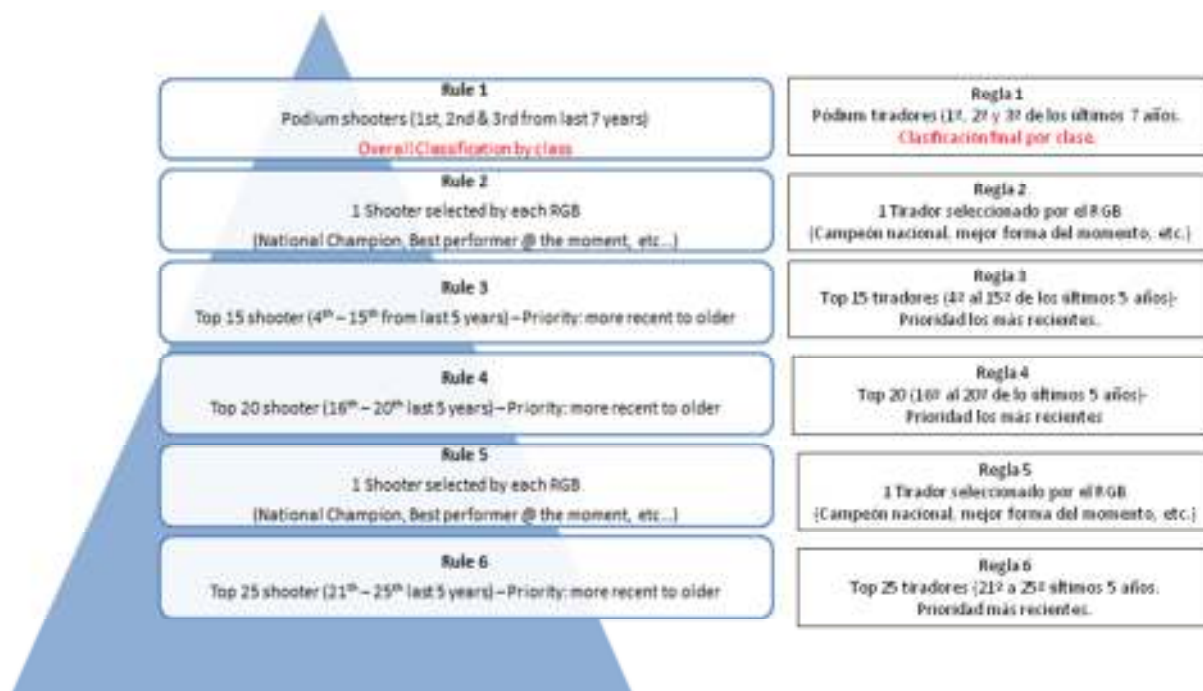 Rule 1
Podium shooters (1st, 2nd & 3rd from last 7 years)
Overall Classification by class
Rule 2
1 Shooter selected by each RGB
(National Champion, Best performer @ the moment, etc...)
Rule 3
Top 15 shooter (4th – 15th from last 5 years) – Priority: more recent to older
Rule 4
Top 20 shooter (16th – 20th last 5 years) – Priority: more recent to older
Rule 5
1 Shooter selected by each RGB
(National Champion, Best performer @ the moment, etc...)
Rule 6
Top 25 shooter (21th – 25th last 5 years) – Priority: more recent to older
Regla 1
Pódium tiradores (1º, 2º y 3º de los últimos 7 años.
Clasificación final por clase.
Regla 2
1 Tirador seleccionado por el RGB
(Campeón nacional, mejor forma del momento, etc.)
Regla 3
Top 15 tiradores (4º al 15º de los últimos 5 años)-
Prioridad los más recientes.
Regla 4
Top 20 (16º al 20º de lo últimos 5 años)-
Prioridad los más recientes
Regla 5
1 Tirador seleccionado por el RGB
(Campeón nacional, mejor forma del momento, etc.)
Regla 6
Top 25 tiradores (21º a 25º últimos 5 años.
Prioridad más recientes.